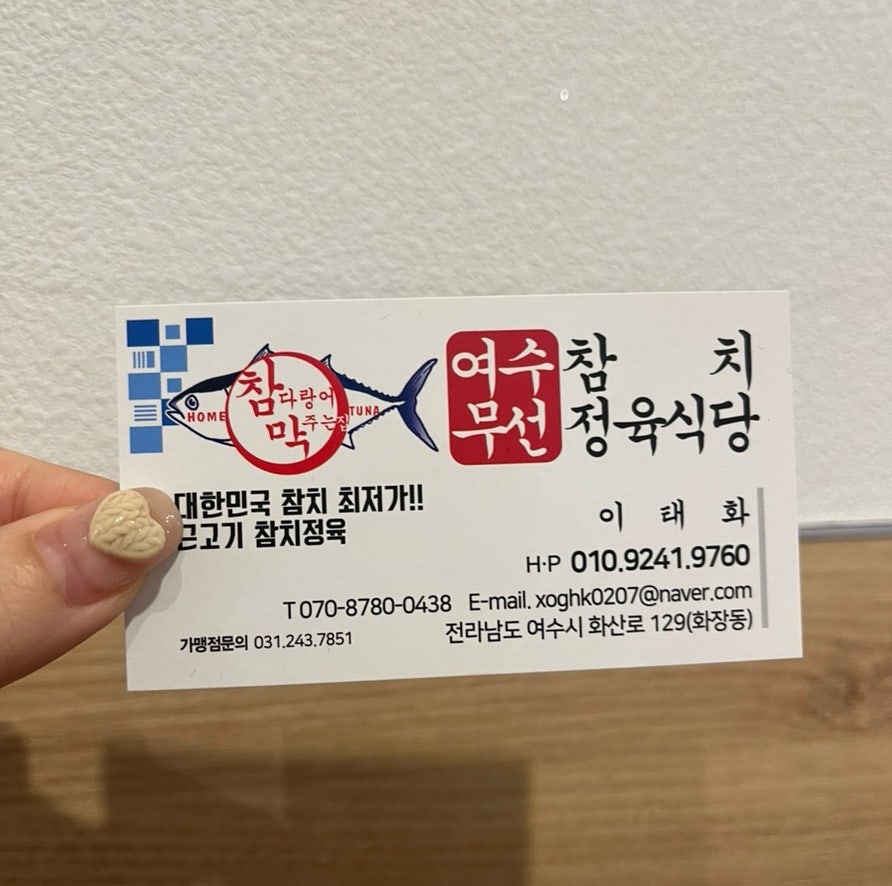 HOME 참다랑어 TUNA
막주는집
여수 참치
무선 정육식당
대한민국 참치 최저가!!
근고기 참치정육
이태화
H·P 010.9241.9760
T 070-8780-0438 E-mail. xoghk0207@naver.com
가맹점문의 031.243.7851
전라남도 여수시 화산로 129(화장동)